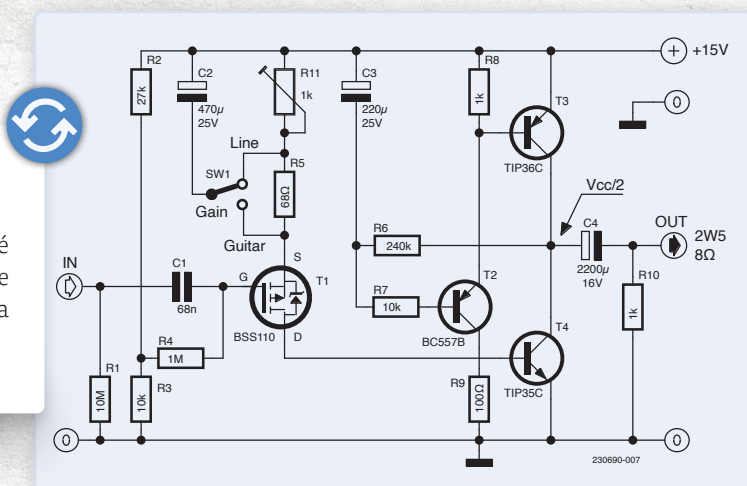 R2
27k
C2
470µ
25V
R11
1k
C3
220µ
25V
R8
1k
T3
TIP36C
+
+15V
0
Line
SW1
Gain
Guitar
R5
68Ω
Vcc/2
R6
240k
C4
2200µ
16V
OUT
2W5
8Ω
IN
C1
68n
G
S
T1
D
BSS110
R7
10k
T2
BC557B
R10
1k
R4
1M
T4
TIP35C
R1
10M
R3
10k
R9
100Ω
0
0
230690-007
é
e
a